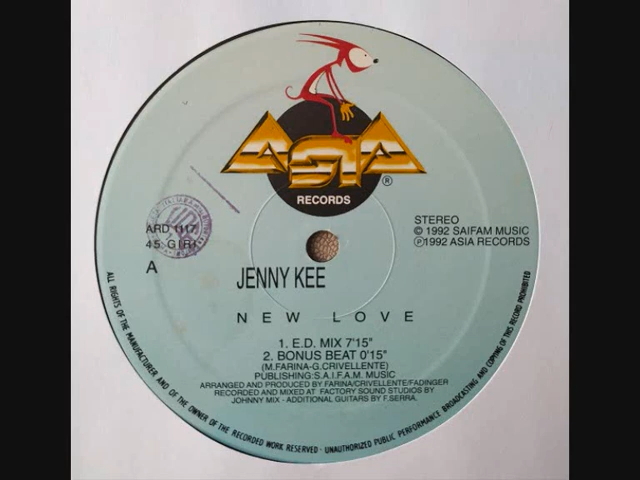 ASIA
®
RECORDS
ARD 1117
45 GIRI
A
STEREO
© 1992 SAIFAM MUSIC
℗1992 ASIA RECORDS
JENNY KEE
NEW LOVE
1. E.D. MIX 7'15"
2. BONUS BEAT 0'15"
(M.FARINA-G.CRIVELLENTE)
PUBLISHING:S.A.I.F.A.M. MUSIC
ARRANGED AND PRODUCED BY FARINA/CRIVELLENTE/FADINGER
RECORDED AND MIXED AT FACTORY SOUND STUDIOS BY
JOHNNY MIX - ADDITIONAL GUITARS BY F.SERRA.
ALL RIGHTS OF THE MANUFACTURER AND OF THE OWNER OF THE RECORDED WORK RESERVED · UNAUTHORIZED PUBLIC PERFORMANCE BROADCASTING AND COPYING OF THIS RECORD PROHIBITED